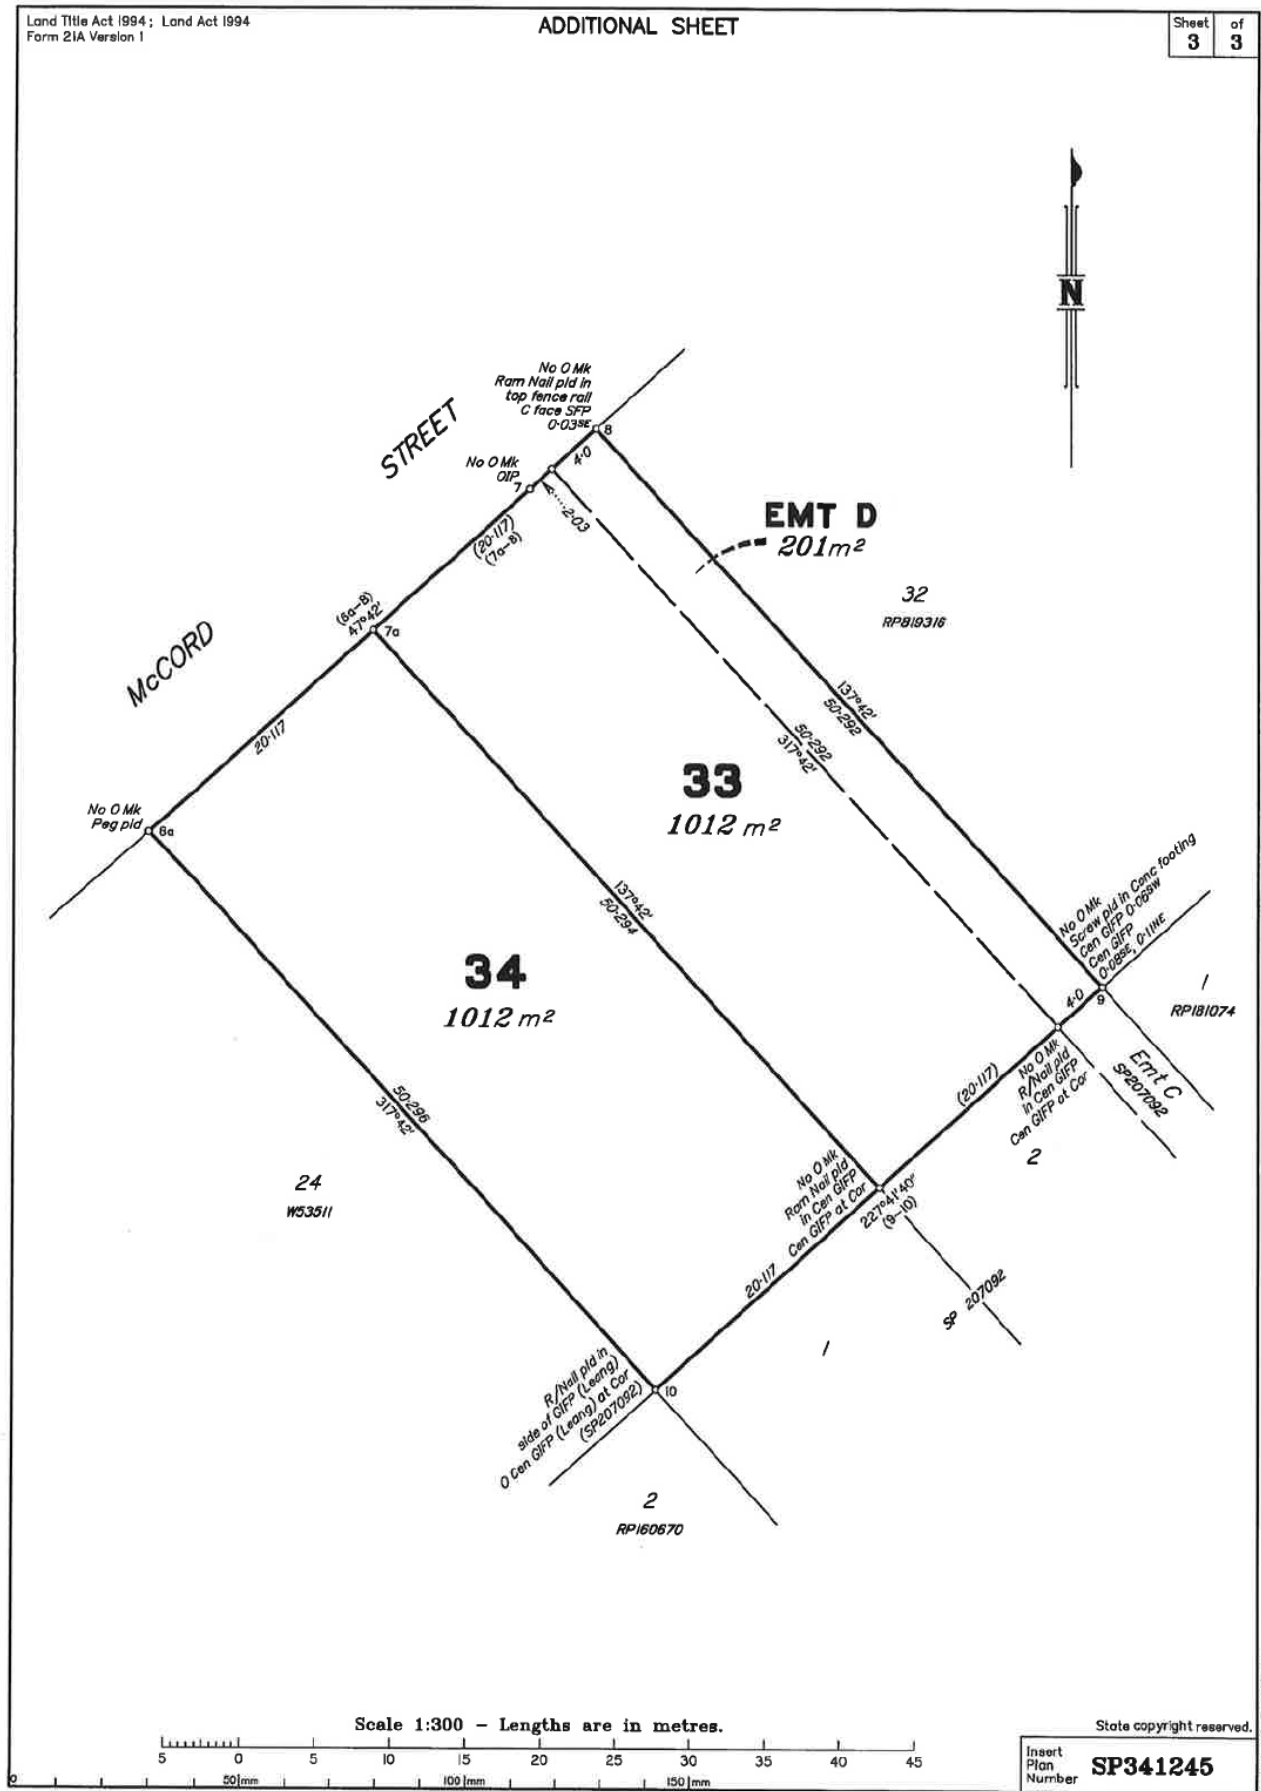 Land Title Act 1994 ; Land Act 1994
Form 21A Version 1
ADDITIONAL SHEET
Sheet of
3 3
N
No O Mk
Ram Nail pld in
top fence rail
C face SFP
0·03SE
8
STREET
4·0
No O Mk
OIP
7
2·03
(20·117)
(7a-8)
EMT D
201m²
32
RP819316
(6a-8)
47°42'
7a
McCORD
20·117
137°42'
50·292
50·292
317°42'
33
1012 m²
No O Mk
Peg pld
6a
137°42'
50·294
No O Mk
Screw pld in Conc footing
Cen GIFP 0·06SW
Cen GIFP
0·08SE, 0·11NE
34
1012 m²
4·0
9
1
RP181074
No O Mk
R/Nail pld
in Cen GIFP
Cen GIFP at Cor
Emt C
SP207092
(20·117)
2
50·296
317°42'
24
W53511
No O Mk
Ram Nail pld
in Cen GIFP
Cen GIFP at Cor
227°41'40"
(9-10)
20·117
SP 207092
1
R/Nail pld in
side of GIFP (Leang)
O Cen GIFP (Leang) at Cor
(SP207092)
10
2
RP160670
Scale 1:300 - Lengths are in metres.
State copyright reserved.
5 0 5 10 15 20 25 30 35 40 45
0 50 mm 100 mm 150 mm
Insert
Plan
Number
SP341245